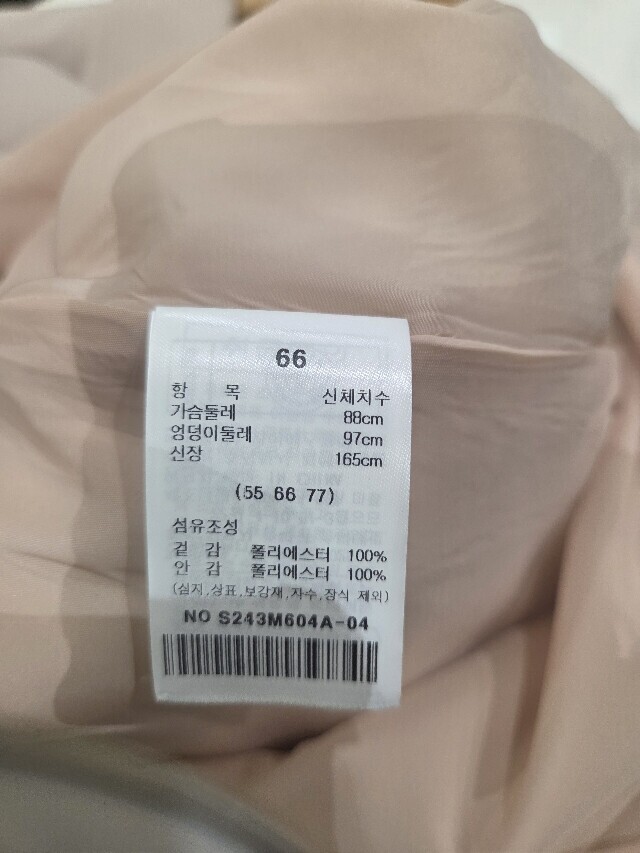 66
항 목 신체치수
가슴둘레 88cm
엉덩이둘레 97cm
신장 165cm
(55 66 77)
섬유조성
겉 감 폴리에스터 100%
안 감 폴리에스터 100%
(심지,상표,보강재,자수,장식 제외)
NO S243M604A-04